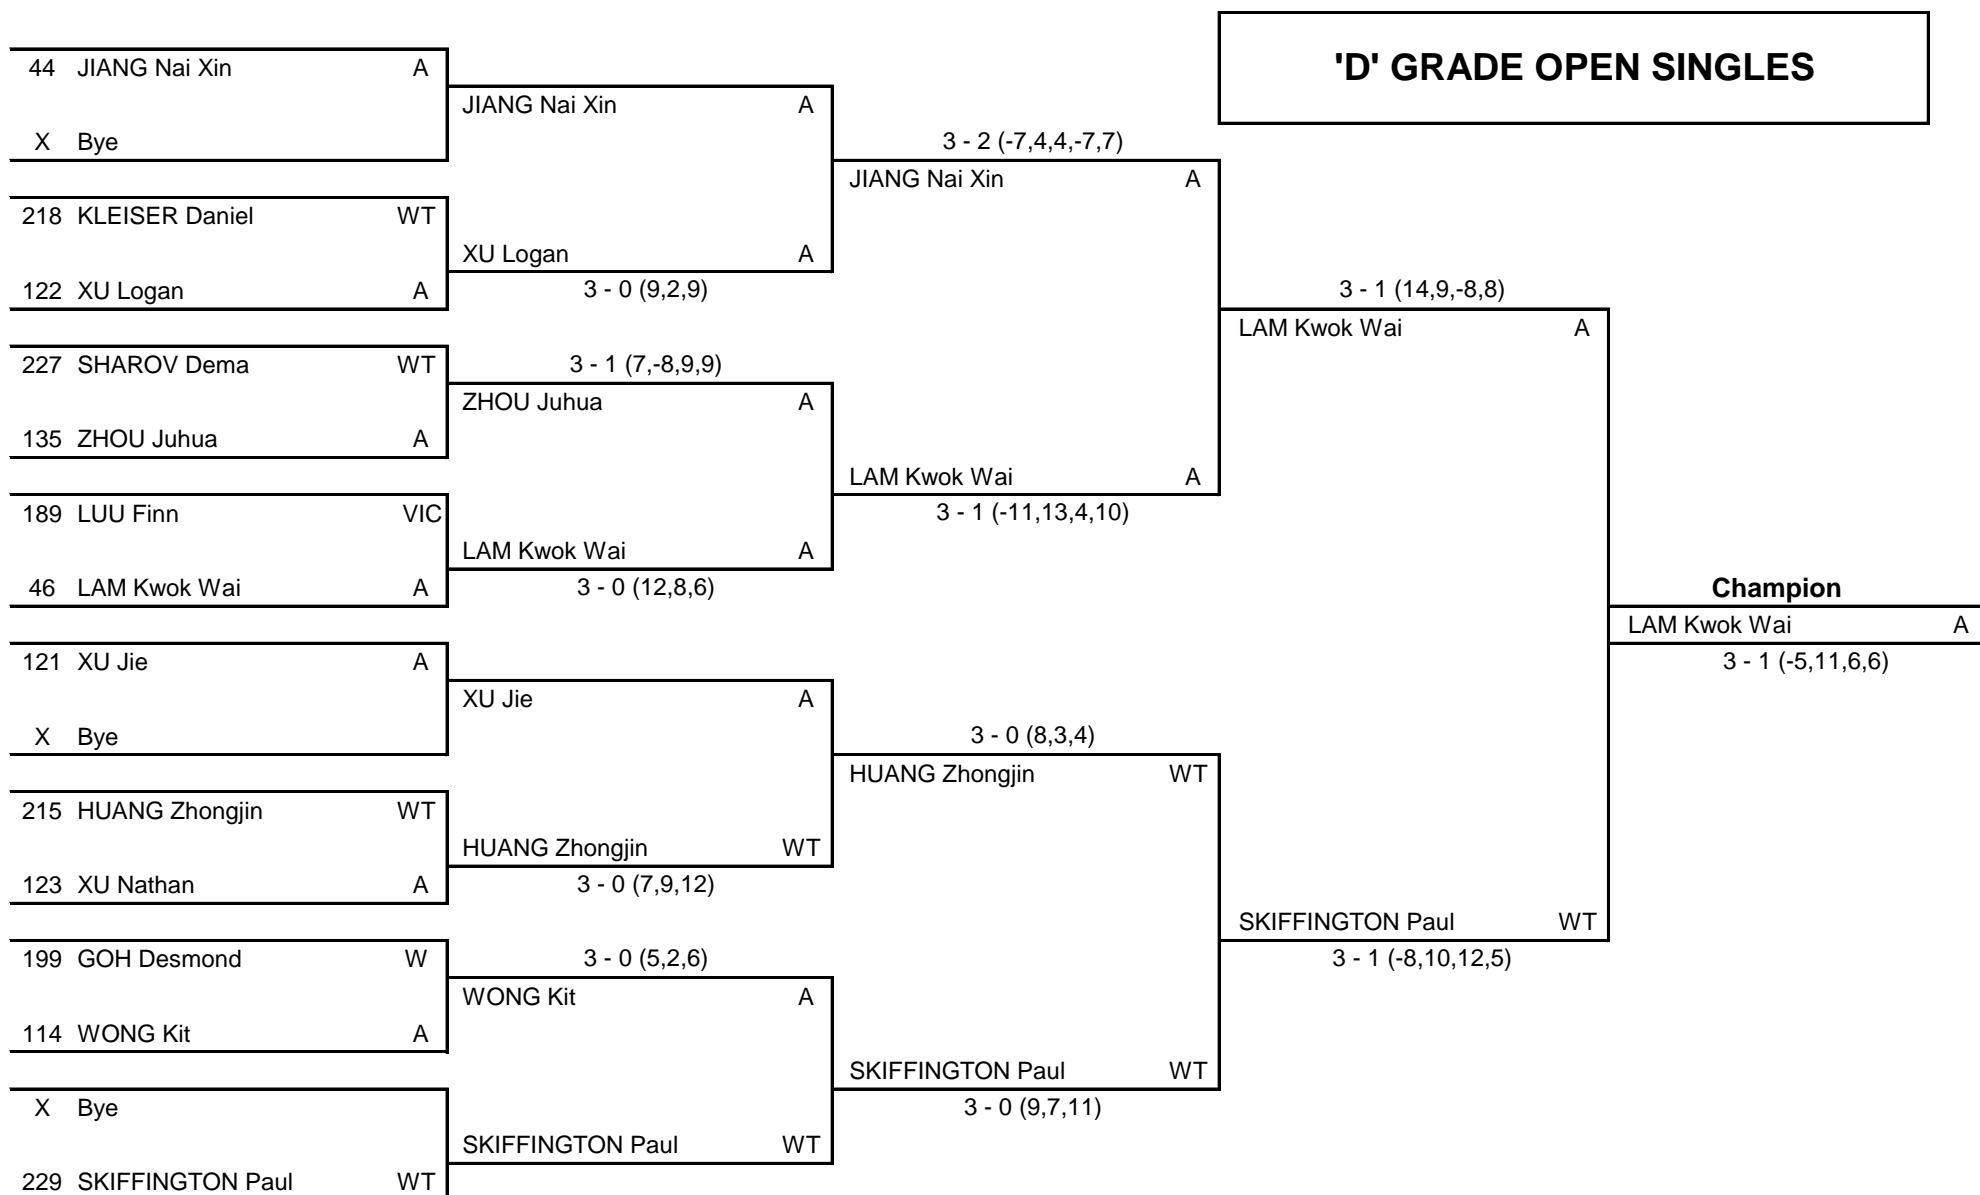 'D' GRADE OPEN SINGLES
44 JIANG Nai Xin A
JIANG Nai Xin A
X Bye
3 - 2 (-7,4,4,-7,7)
JIANG Nai Xin A
218 KLEISER Daniel WT
XU Logan A
122 XU Logan A
3 - 0 (9,2,9)
3 - 1 (14,9,-8,8)
LAM Kwok Wai A
227 SHAROV Dema WT
3 - 1 (7,-8,9,9)
ZHOU Juhua A
135 ZHOU Juhua A
LAM Kwok Wai A
189 LUU Finn VIC
3 - 1 (-11,13,4,10)
LAM Kwok Wai A
46 LAM Kwok Wai A
3 - 0 (12,8,6)
Champion
LAM Kwok Wai A
121 XU Jie A
3 - 1 (-5,11,6,6)
XU Jie A
X Bye
3 - 0 (8,3,4)
HUANG Zhongjin WT
215 HUANG Zhongjin WT
HUANG Zhongjin WT
123 XU Nathan A
3 - 0 (7,9,12)
SKIFFINGTON Paul WT
199 GOH Desmond W
3 - 0 (5,2,6)
3 - 1 (-8,10,12,5)
WONG Kit A
114 WONG Kit A
SKIFFINGTON Paul WT
X Bye
3 - 0 (9,7,11)
SKIFFINGTON Paul WT
229 SKIFFINGTON Paul WT